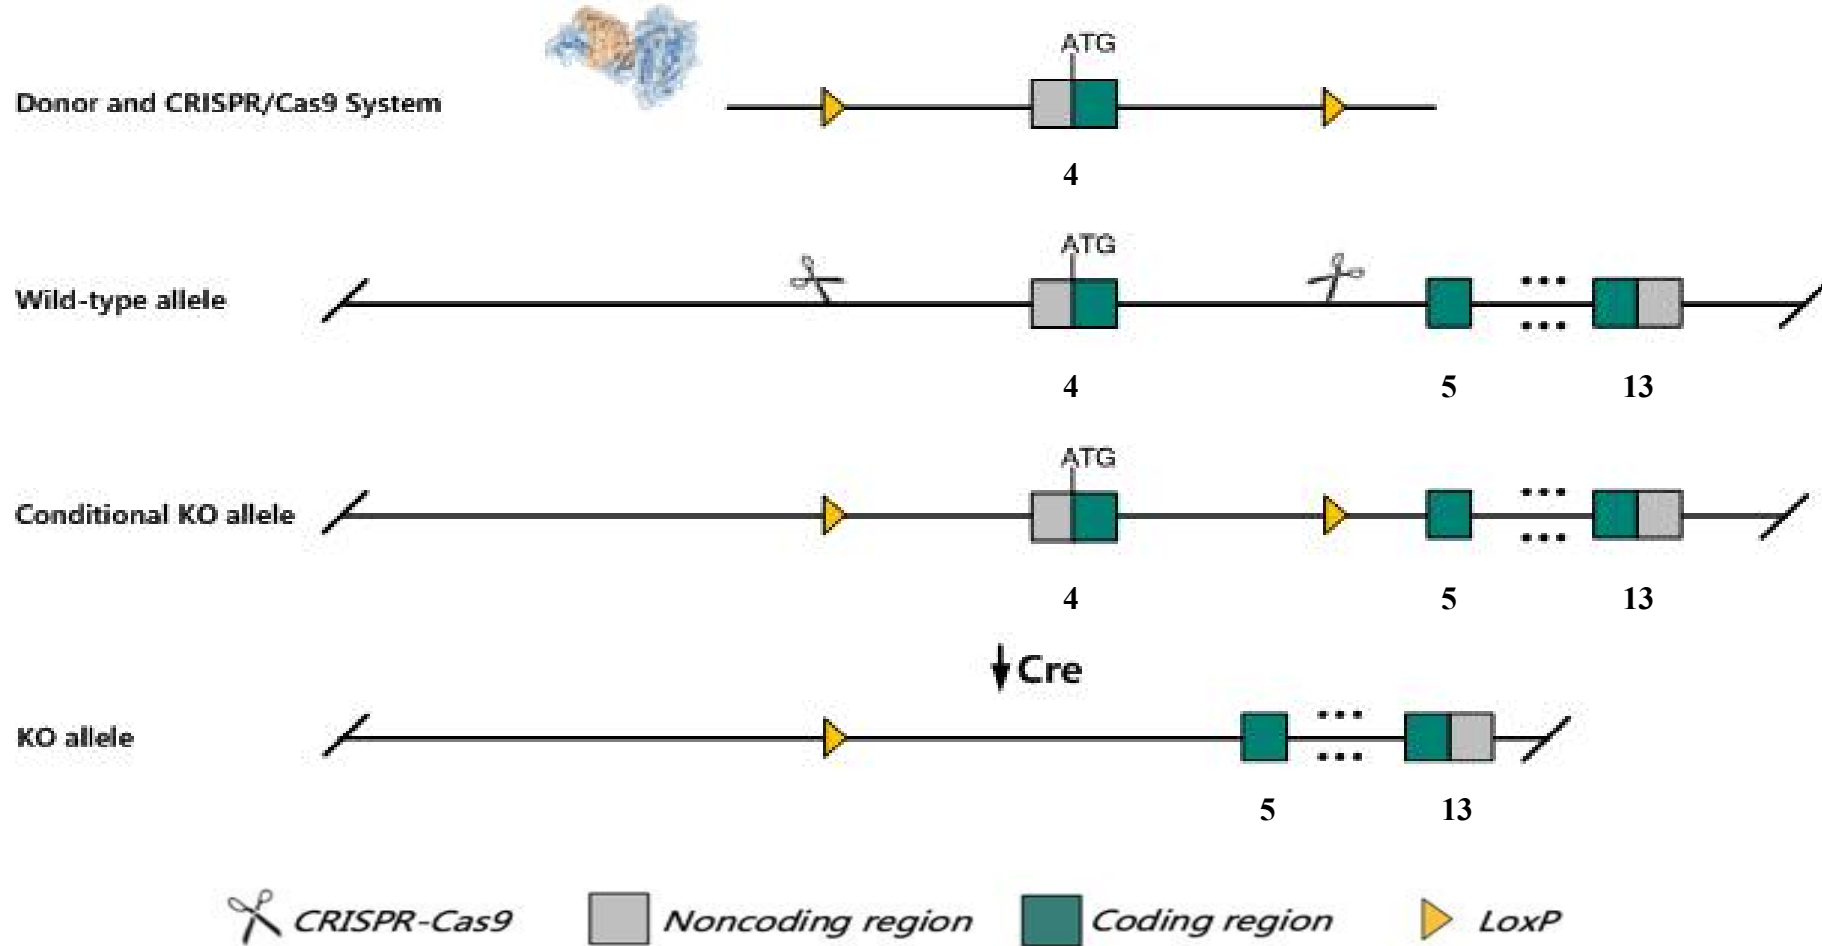 ATG
Donor and CRISPR/Cas9 System
4
ATG
Wild-type allele
4 5 13
ATG
Conditional KO allele
4 5 13
Cre
KO allele
5 13
CRISPR-Cas9 Noncoding region Coding region LoxP